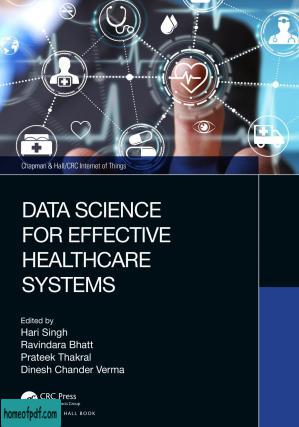 Chapman & Hall/CRC Internet of Things
DATA SCIENCE
FOR EFFECTIVE
HEALTHCARE
SYSTEMS
Edited by
Hari Singh
Ravindara Bhatt
Prateek Thakral
Dinesh Chander Verma
CRC Press
HALL BOOK
homeofpdf.com